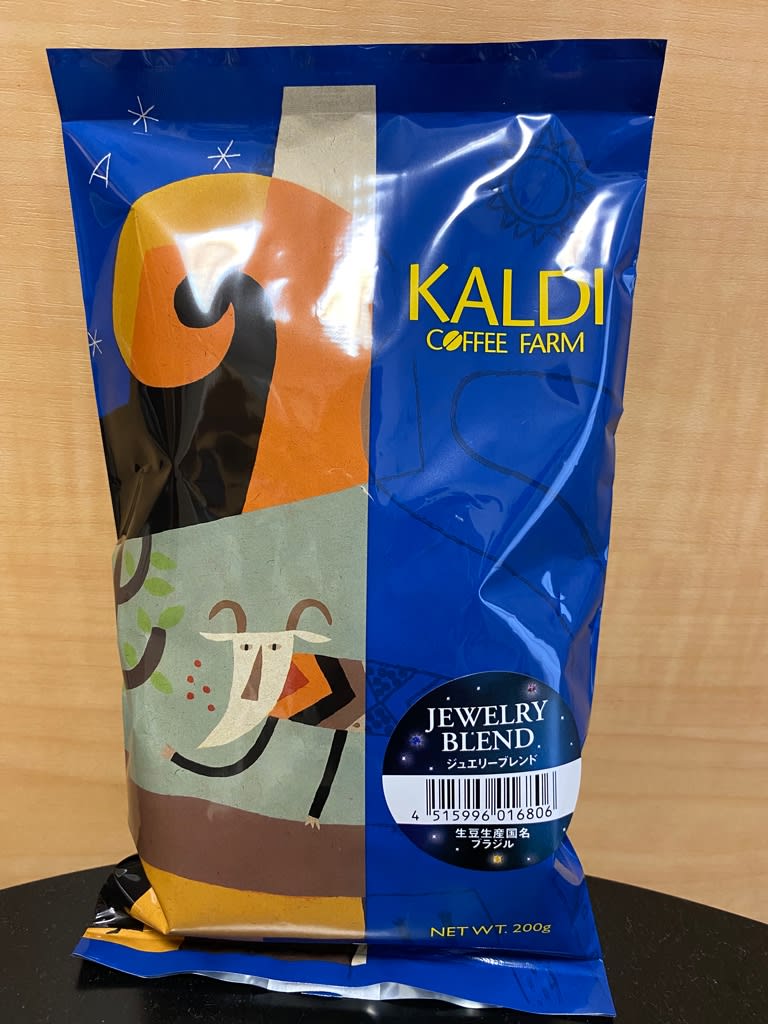 KALDI
COFFEE FARM
JEWELRY
BLEND
ジュエリーブレンド
4 515996 016806
生豆生産国名
ブラジル
NET WT. 200g